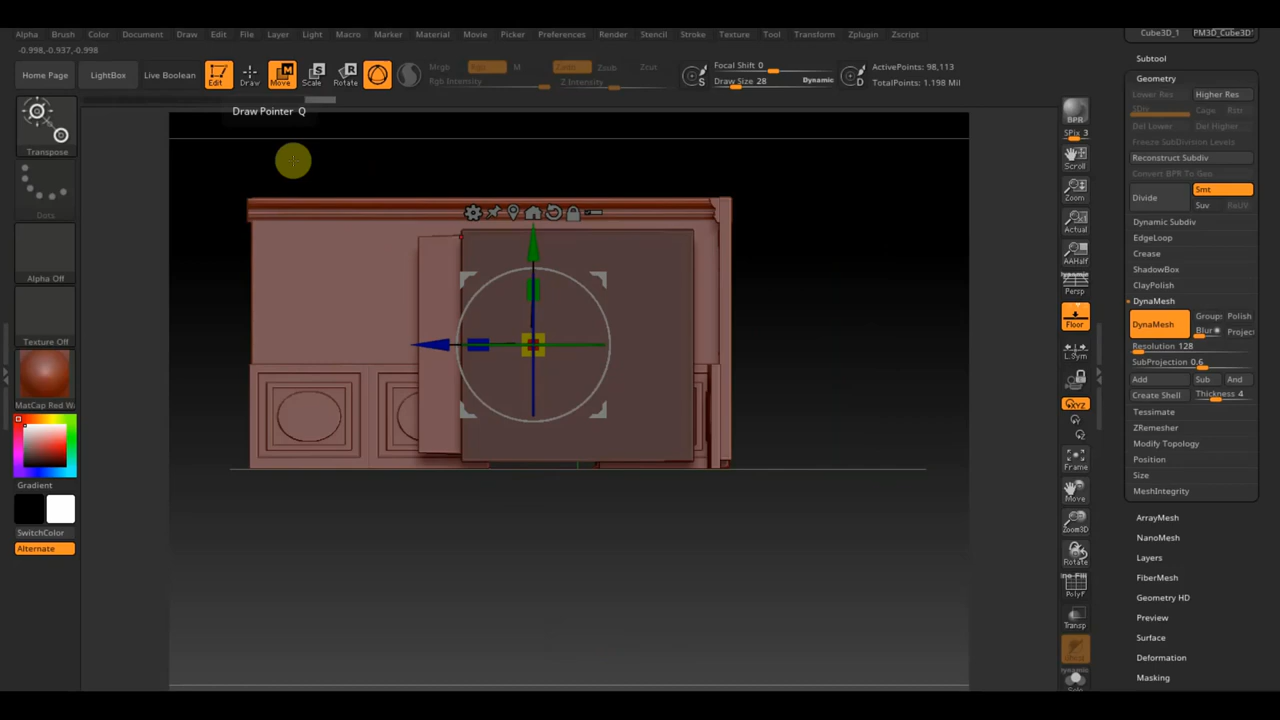 Alpha Brush Color Document Draw Edit File Layer Light Macro Marker Material Movie Picker Preferences Render Stencil Stroke Texture Tool Transform Zplugin Zscript
-0.998,-0.937,-0.998
Home Page LightBox Live Boolean Edit Draw Move Scale Rotate
Mrgb Rgb M
Rgb Intensity
Zadd Zsub Zcut
Z Intensity
Focal Shift 0
Draw Size 28 Dynamic
ActivePoints: 98,113
TotalPoints: 1.198 Mil
Draw Pointer Q
Transpose
Dots
Alpha Off
Texture Off
MatCap Red Wa
Gradient
SwitchColor
Alternate
BPR
SPix 3
Scroll
Zoom
Actual
AAHalf
Dynamic
Persp
Floor
L.Sym
XYZ
Frame
Move
Zoom3D
Rotate
PolyF
Transp
Solo
Cube3D_1 PM3D_Cube3D
Subtool
Geometry
Lower Res Higher Res
SDiv Cage Rstr
Del Lower Del Higher
Freeze SubDivision Levels
Reconstruct Subdiv
Convert BPR To Geo
Divide Smt
Suv ReUV
Dynamic Subdiv
EdgeLoop
Crease
ShadowBox
ClayPolish
DynaMesh
DynaMesh Groups Polish
Blur Project
Resolution 128
SubProjection 0.6
Add Sub And
Create Shell Thickness 4
Tessimate
ZRemesher
Modify Topology
Position
Size
MeshIntegrity
ArrayMesh
NanoMesh
Layers
FiberMesh
Geometry HD
Preview
Surface
Deformation
Masking